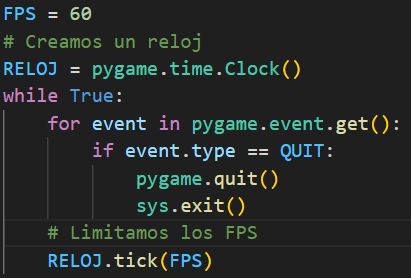 FPS = 60
# Creamos un reloj
RELOJ = pygame.time.Clock()
while True:
    for event in pygame.event.get():
        if event.type == QUIT:
            pygame.quit()
            sys.exit()
    # Limitamos los FPS
    RELOJ.tick(FPS)